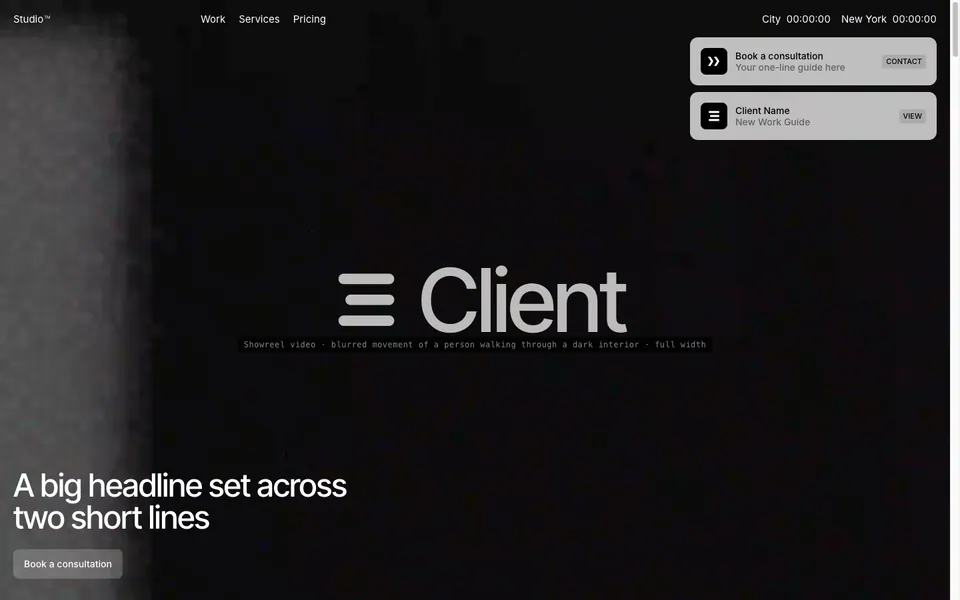 Studio™
Work Services Pricing
City 00:00:00 New York 00:00:00
Book a consultation
Your one-line guide here
CONTACT
Client Name
New Work Guide
VIEW
Client
Showreel video · blurred movement of a person walking through a dark interior · full width
A big headline set across
two short lines
Book a consultation